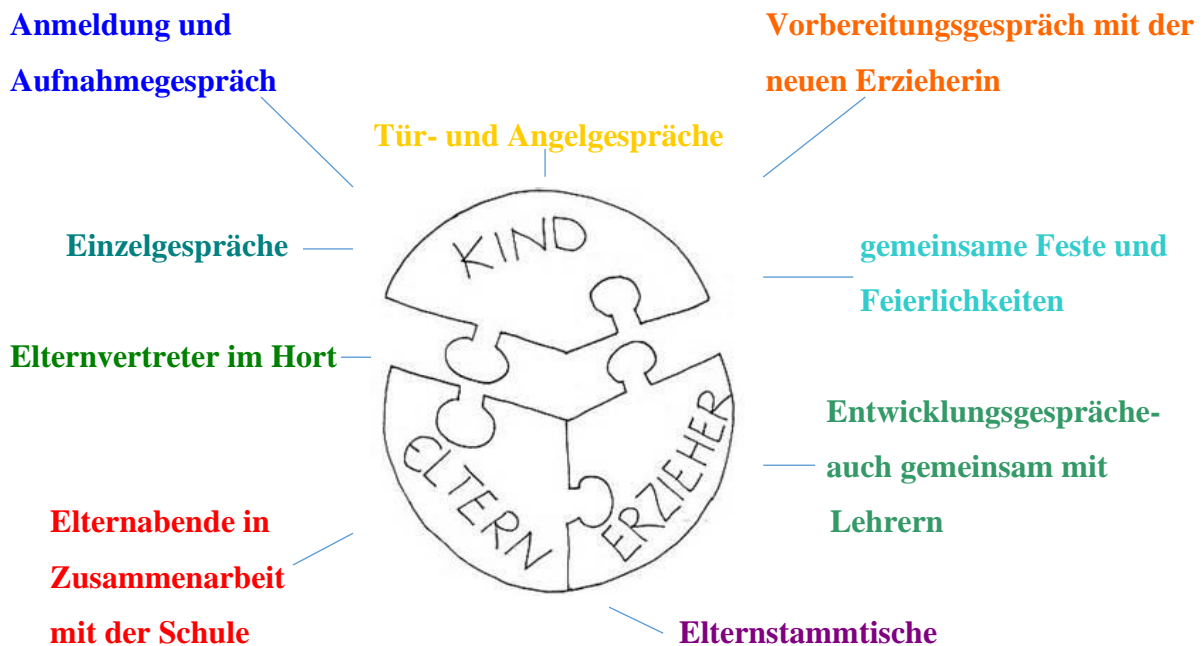 Anmeldung und
Aufnahmegespräch
Vorbereitungsgespräch mit der
neuen Erzieherin
Tür- und Angelgespräche
KIND
Einzelgespräche
gemeinsame Feste und
Feierlichkeiten
Elternvertreter im Hort
ELTERN
ERZIEHER
Entwicklungsgespräche-
auch gemeinsam mit
Lehrern
Elternabende in
Zusammenarbeit
mit der Schule
Elternstammtische